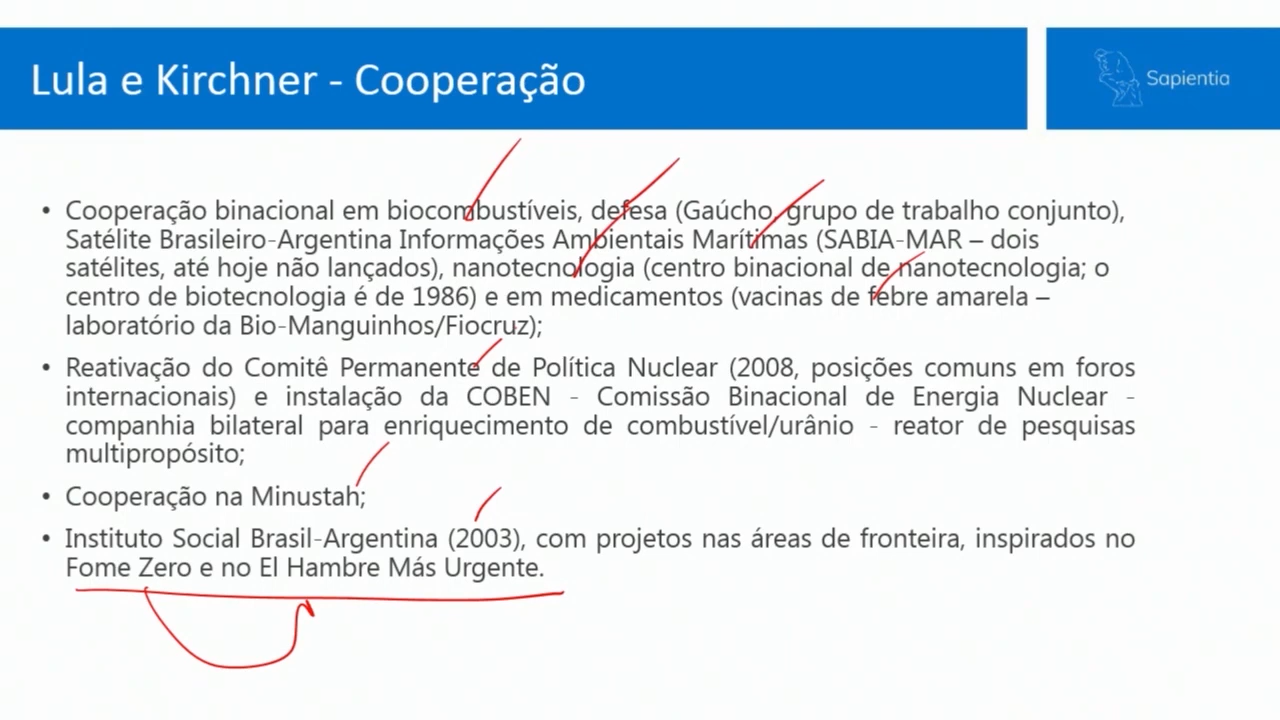 Lula e Kirchner - Cooperação
Sapientia
• Cooperação binacional em biocombustíveis, defesa (Gaúcho, grupo de trabalho conjunto),
Satélite Brasileiro-Argentina Informações Ambientais Marítimas (SABIA-MAR – dois
satélites, até hoje não lançados), nanotecnologia (centro binacional de nanotecnologia; o
centro de biotecnologia é de 1986) e em medicamentos (vacinas de febre amarela –
laboratório da Bio-Manguinhos/Fiocruz);
• Reativação do Comitê Permanente de Política Nuclear (2008, posições comuns em foros
internacionais) e instalação da COBEN - Comissão Binacional de Energia Nuclear -
companhia bilateral para enriquecimento de combustível/urânio - reator de pesquisas
multipropósito;
• Cooperação na Minustah;
• Instituto Social Brasil-Argentina (2003), com projetos nas áreas de fronteira, inspirados no
Fome Zero e no El Hambre Más Urgente.